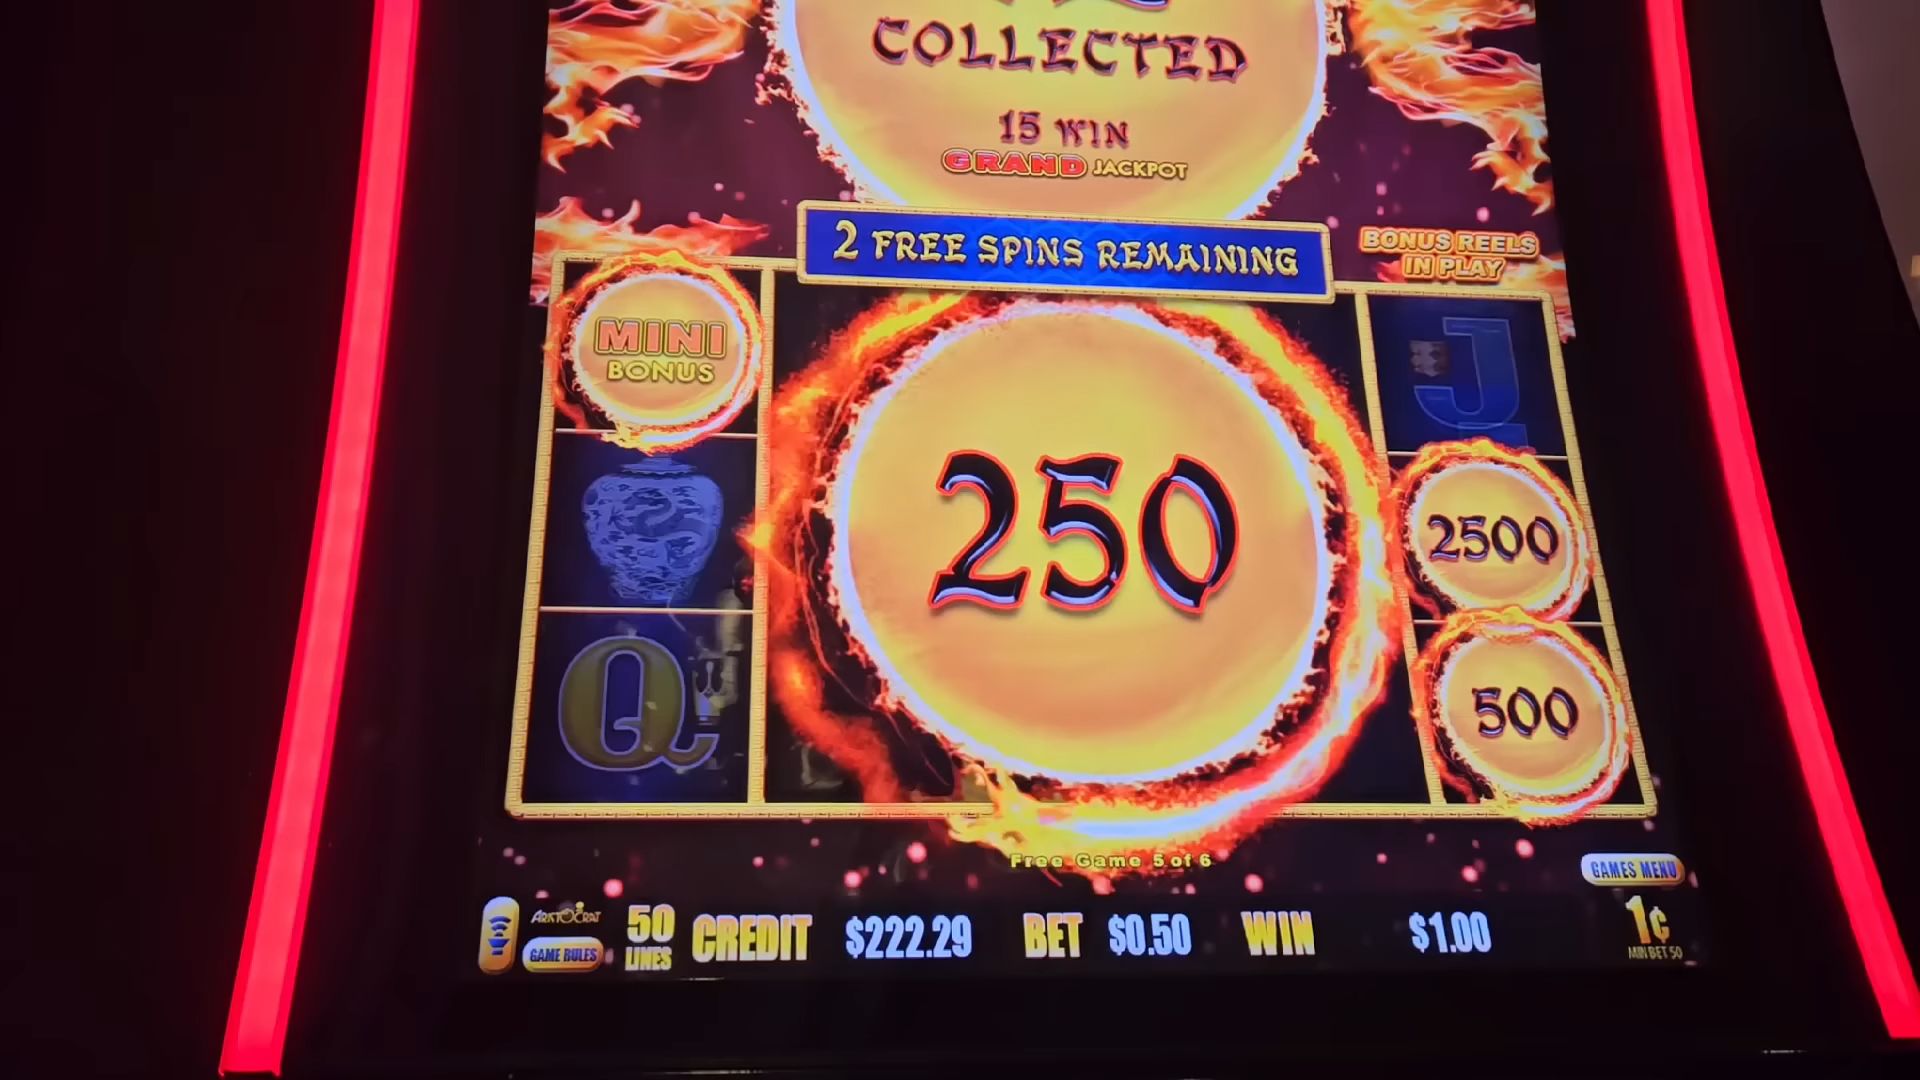 COLLECTED
15 WIN
GRAND JACKPOT
2 FREE SPINS REMAINING
BONUS REELS
IN PLAY
MINI
BONUS
J
250
2500
Q
500
Free Game 5 of 6
GAMES MENU
ARISTOCRAT
GAME RULES
50
LINES
CREDIT $222.29 BET $0.50 WIN $1.00
1¢
MIN BET 50